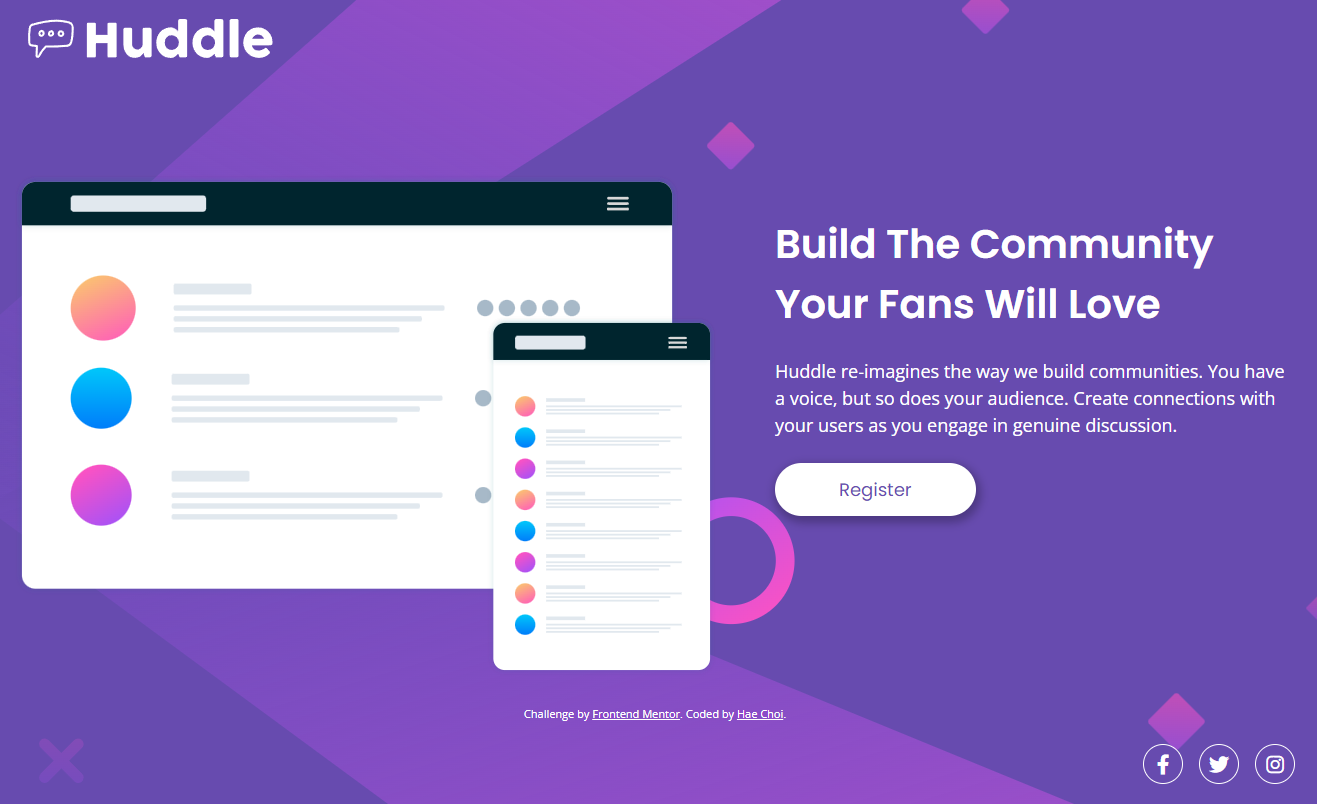 Huddle
Build The Community
Your Fans Will Love
Huddle re-imagines the way we build communities. You have
a voice, but so does your audience. Create connections with
your users as you engage in genuine discussion.
Register
Challenge by Frontend Mentor. Coded by Hae Choi.